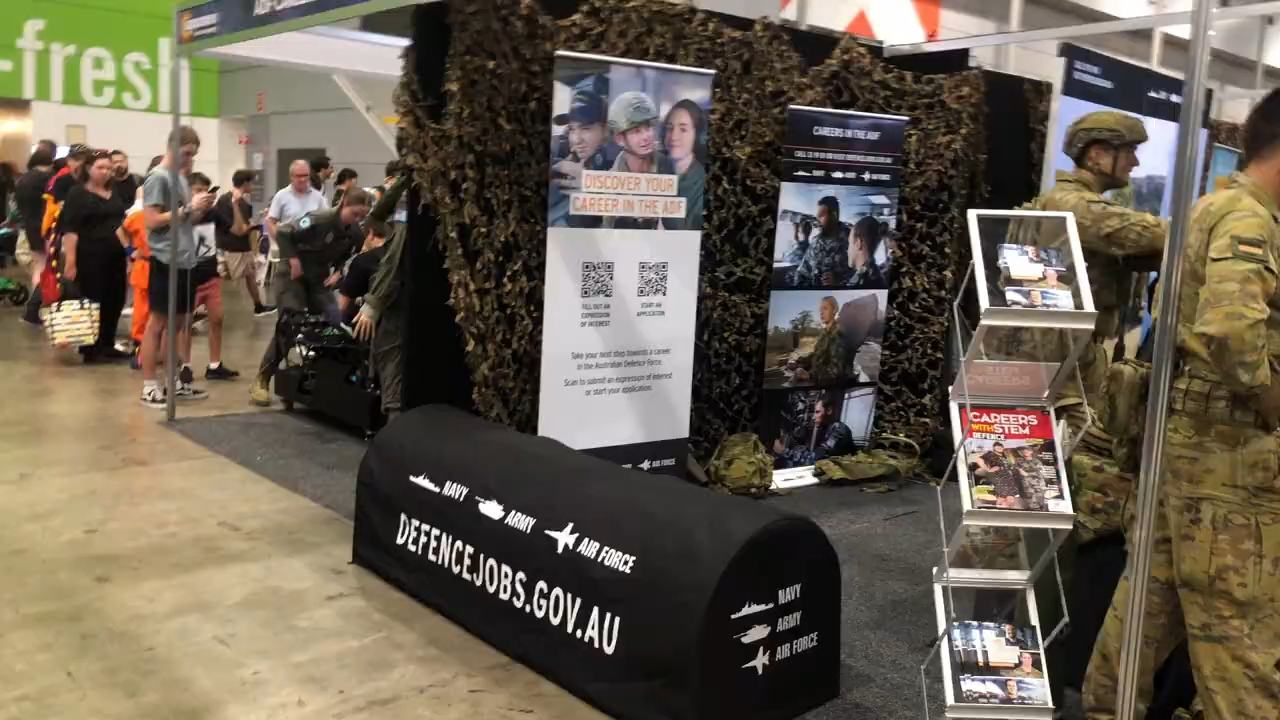 -fresh
DISCOVER YOUR
CAREER IN THE ADF
FILL OUT AN
EXPRESSION
OF INTEREST
START AN
APPLICATION
Take your next step towards a career
in the Australian Defence Force.
Scan to submit an expression of interest
or start your application.
AIR FORCE
CAREERS IN THE ADF
CAREERS
WITH STEM
DEFENCE
NAVY
ARMY
AIR FORCE
DEFENCEJOBS.GOV.AU
NAVY
ARMY
AIR FORCE